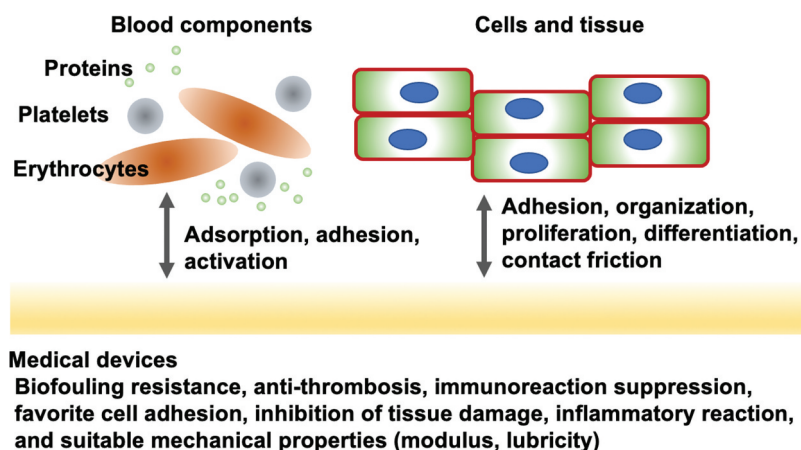 Blood components
Cells and tissue
Proteins
Platelets
Erythrocytes
Adsorption, adhesion,
activation
Adhesion, organization,
proliferation, differentiation,
contact friction
Medical devices
Biofouling resistance, anti-thrombosis, immunoreaction suppression,
favorite cell adhesion, inhibition of tissue damage, inflammatory reaction,
and suitable mechanical properties (modulus, lubricity)